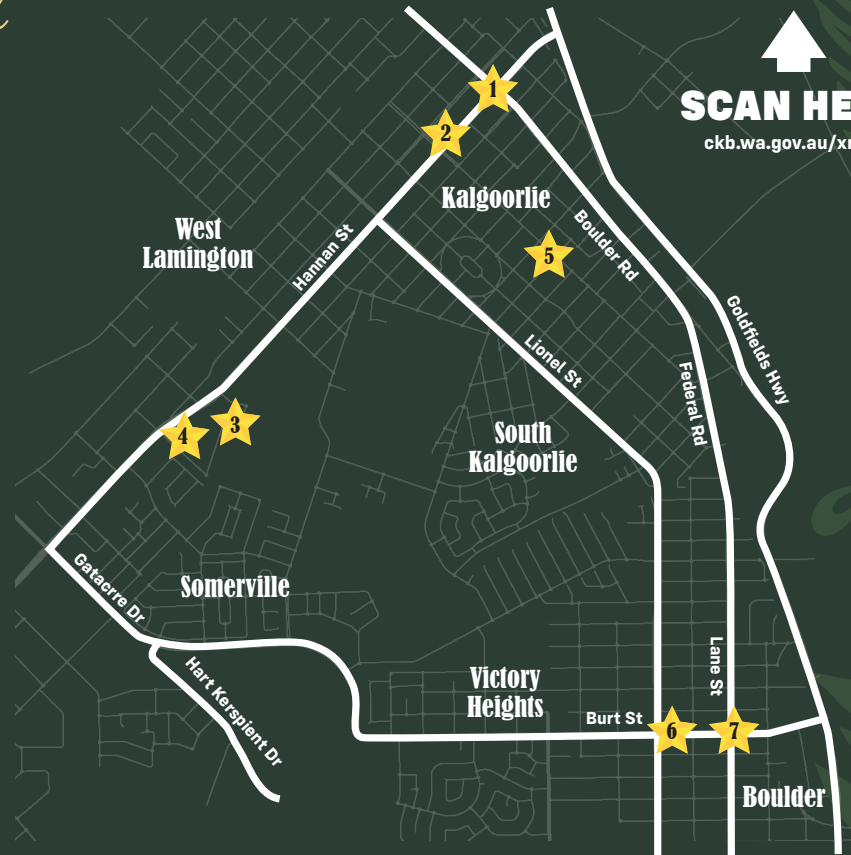 SCAN HE
ckb.wa.gov.au/x
1
2
Kalgoorlie
West
Lamington
Hannan St
Boulder Rd
5
Goldfields Hwy
Lionel St
Federal Rd
3
4
South
Kalgoorlie
Gatacrre Dr
Somerville
Lane St
Hart Kerspient Dr
Victory
Heights
Burt St
6
7
Boulder